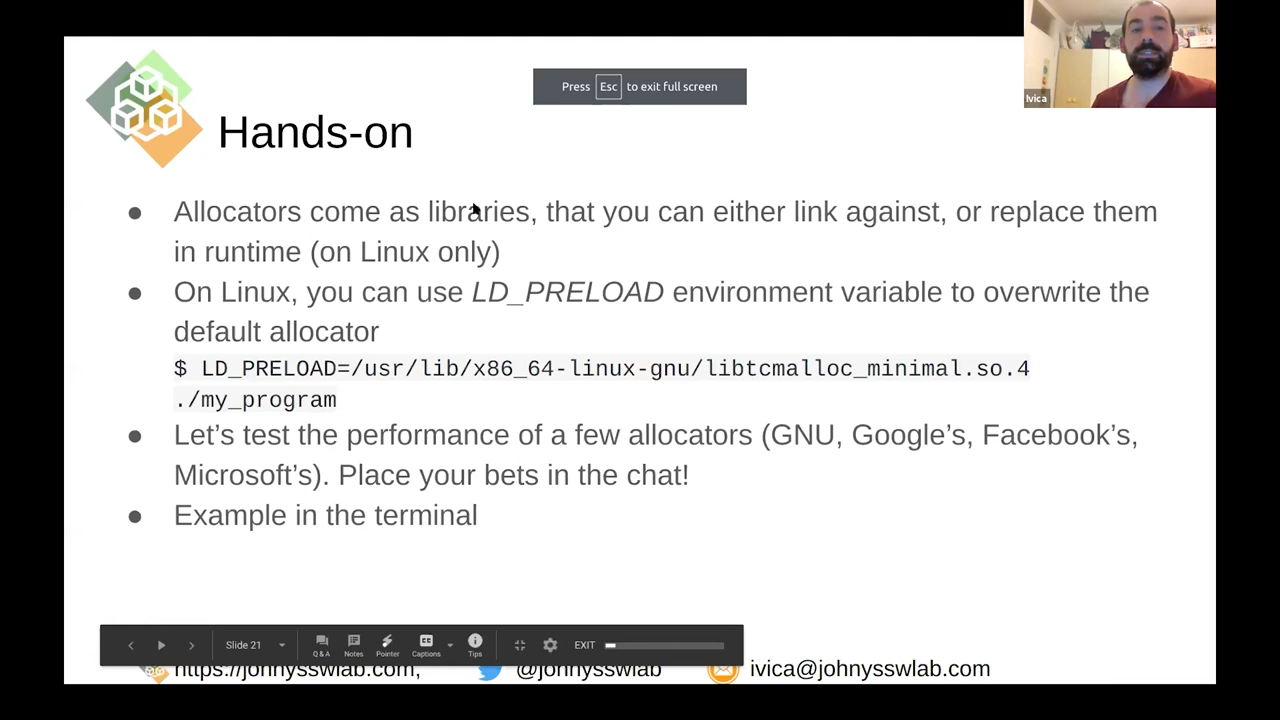 Ivica
Press Esc to exit full screen
Hands-on
● Allocators come as libraries, that you can either link against, or replace them
in runtime (on Linux only)
● On Linux, you can use LD_PRELOAD environment variable to overwrite the
default allocator
$ LD_PRELOAD=/usr/lib/x86_64-linux-gnu/libtcmalloc_minimal.so.4
./my_program
● Let’s test the performance of a few allocators (GNU, Google’s, Facebook’s,
Microsoft’s). Place your bets in the chat!
● Example in the terminal
Slide 21 Q & A Notes Pointer Captions Tips EXIT
https://johnysswlab.com, @johnysswlab ivica@johnysswlab.com